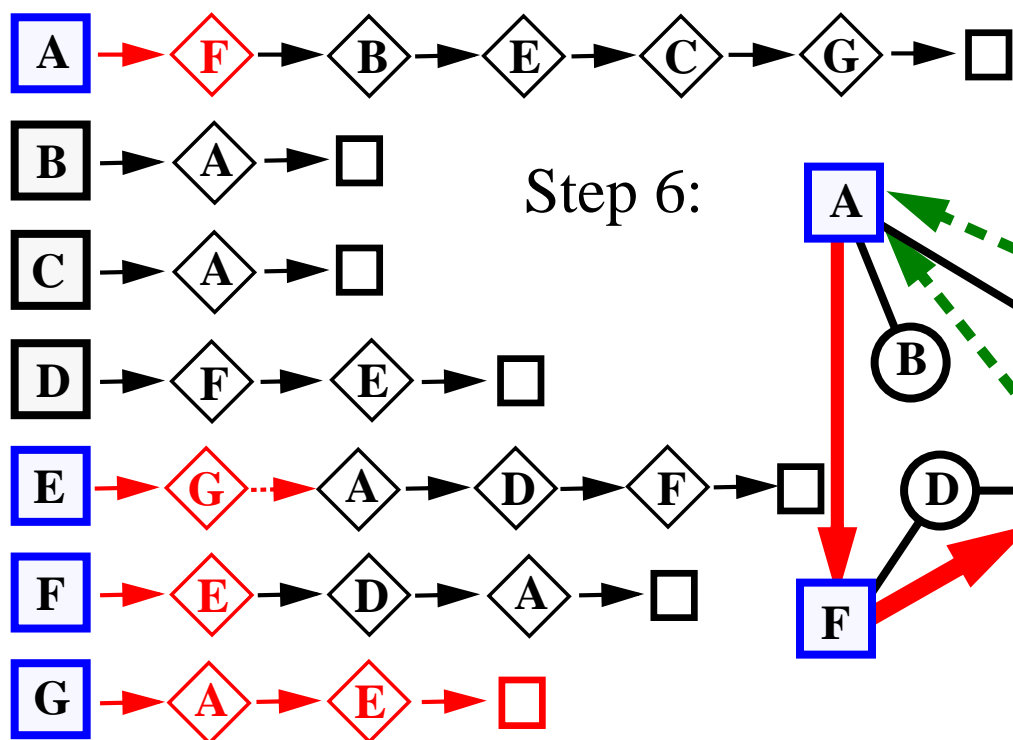 A F B E C G
B A
Step 6:
A
C A
B
D F E
E G A D F
D
F E D A
F
G A E